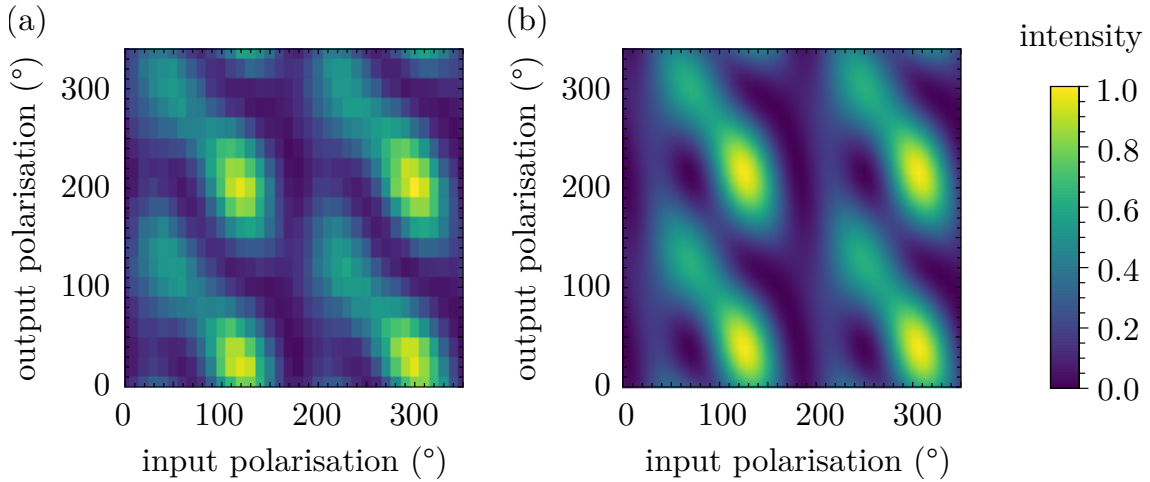 (a)
output polarisation (°)
300
200
100
0
0 100 200 300
input polarisation (°)
(b)
output polarisation (°)
300
200
100
0
0 100 200 300
input polarisation (°)
intensity
1.0
0.8
0.6
0.4
0.2
0.0